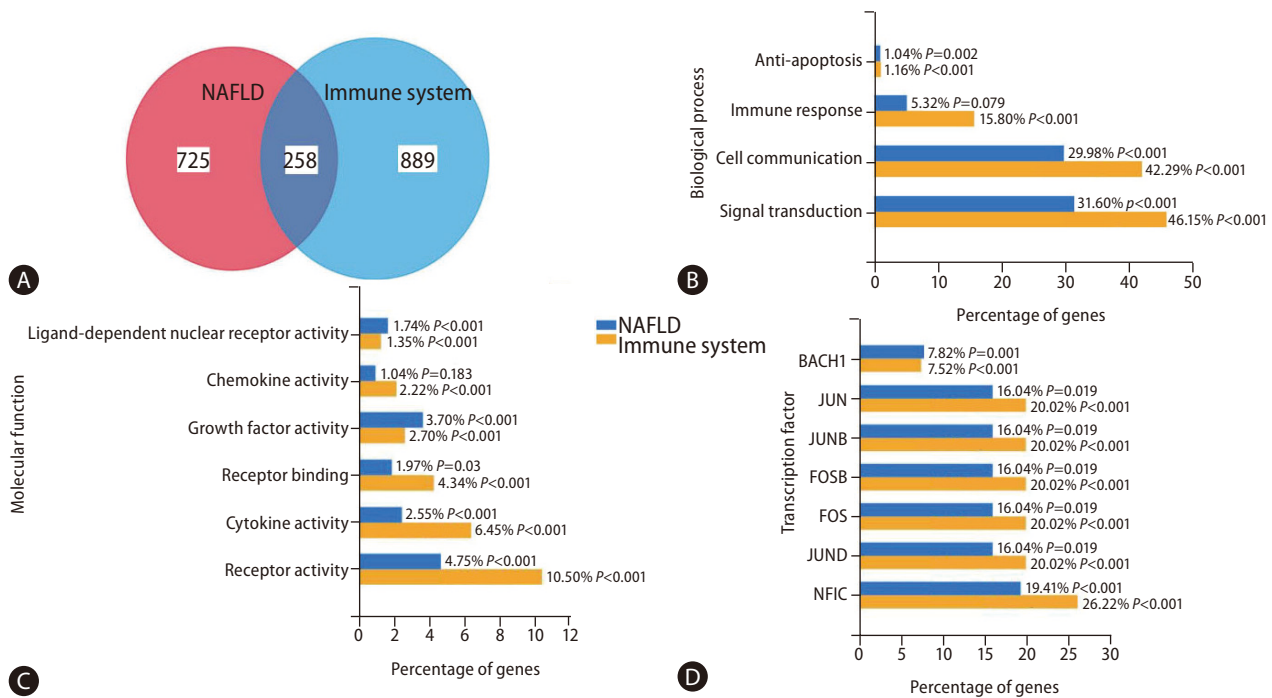 NAFLD
Immune system
725
258
889
A
Biological process
Anti-apoptosis
1.04% P=0.002
1.16% P<0.001
Immune response
5.32% P=0.079
15.80% P<0.001
Cell communication
29.98% P<0.001
42.29% P<0.001
Signal transduction
31.60% p<0.001
46.15% P<0.001
0 10 20 30 40 50
Percentage of genes
B
Molecular function
Ligand-dependent nuclear receptor activity
1.74% P<0.001
1.35% P<0.001
Chemokine activity
1.04% P=0.183
2.22% P<0.001
Growth factor activity
3.70% P<0.001
2.70% P<0.001
Receptor binding
1.97% P=0.03
4.34% P<0.001
Cytokine activity
2.55% P<0.001
6.45% P<0.001
Receptor activity
4.75% P<0.001
10.50% P<0.001
0 2 4 6 8 10 12
Percentage of genes
C
NAFLD
Immune system
Transcription factor
BACH1
7.82% P=0.001
7.52% P<0.001
JUN
16.04% P=0.019
20.02% P<0.001
JUNB
16.04% P=0.019
20.02% P<0.001
FOSB
16.04% P=0.019
20.02% P<0.001
FOS
16.04% P=0.019
20.02% P<0.001
JUND
16.04% P=0.019
20.02% P<0.001
NFIC
19.41% P<0.001
26.22% P<0.001
0 5 10 15 20 25 30
Percentage of genes
D